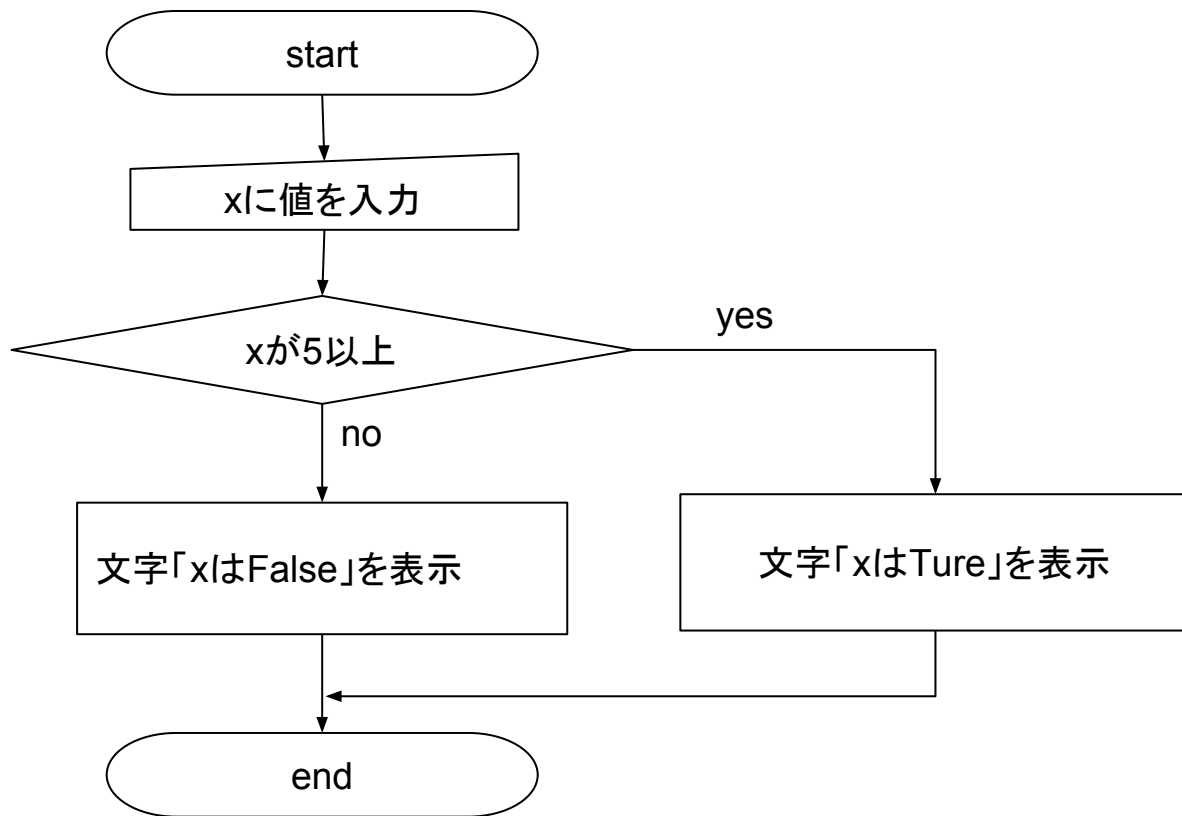 start
xに値を入力
xが5以上
yes
no
文字「xはFalse」を表示
文字「xはTure」を表示
end